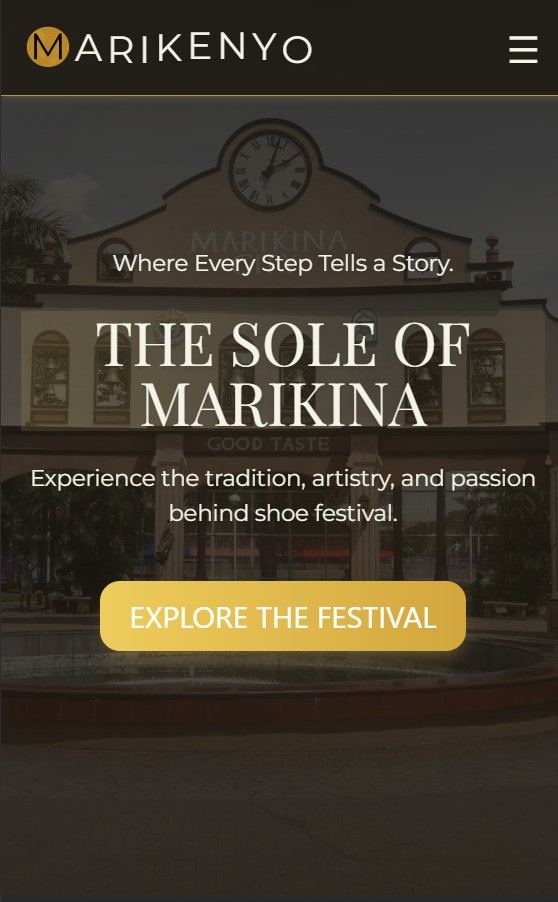 MARIKENYO
MARIKINA
Where Every Step Tells a Story.
THE SOLE OF
MARIKINA
GOOD TASTE
Experience the tradition, artistry, and passion
behind shoe festival.
EXPLORE THE FESTIVAL